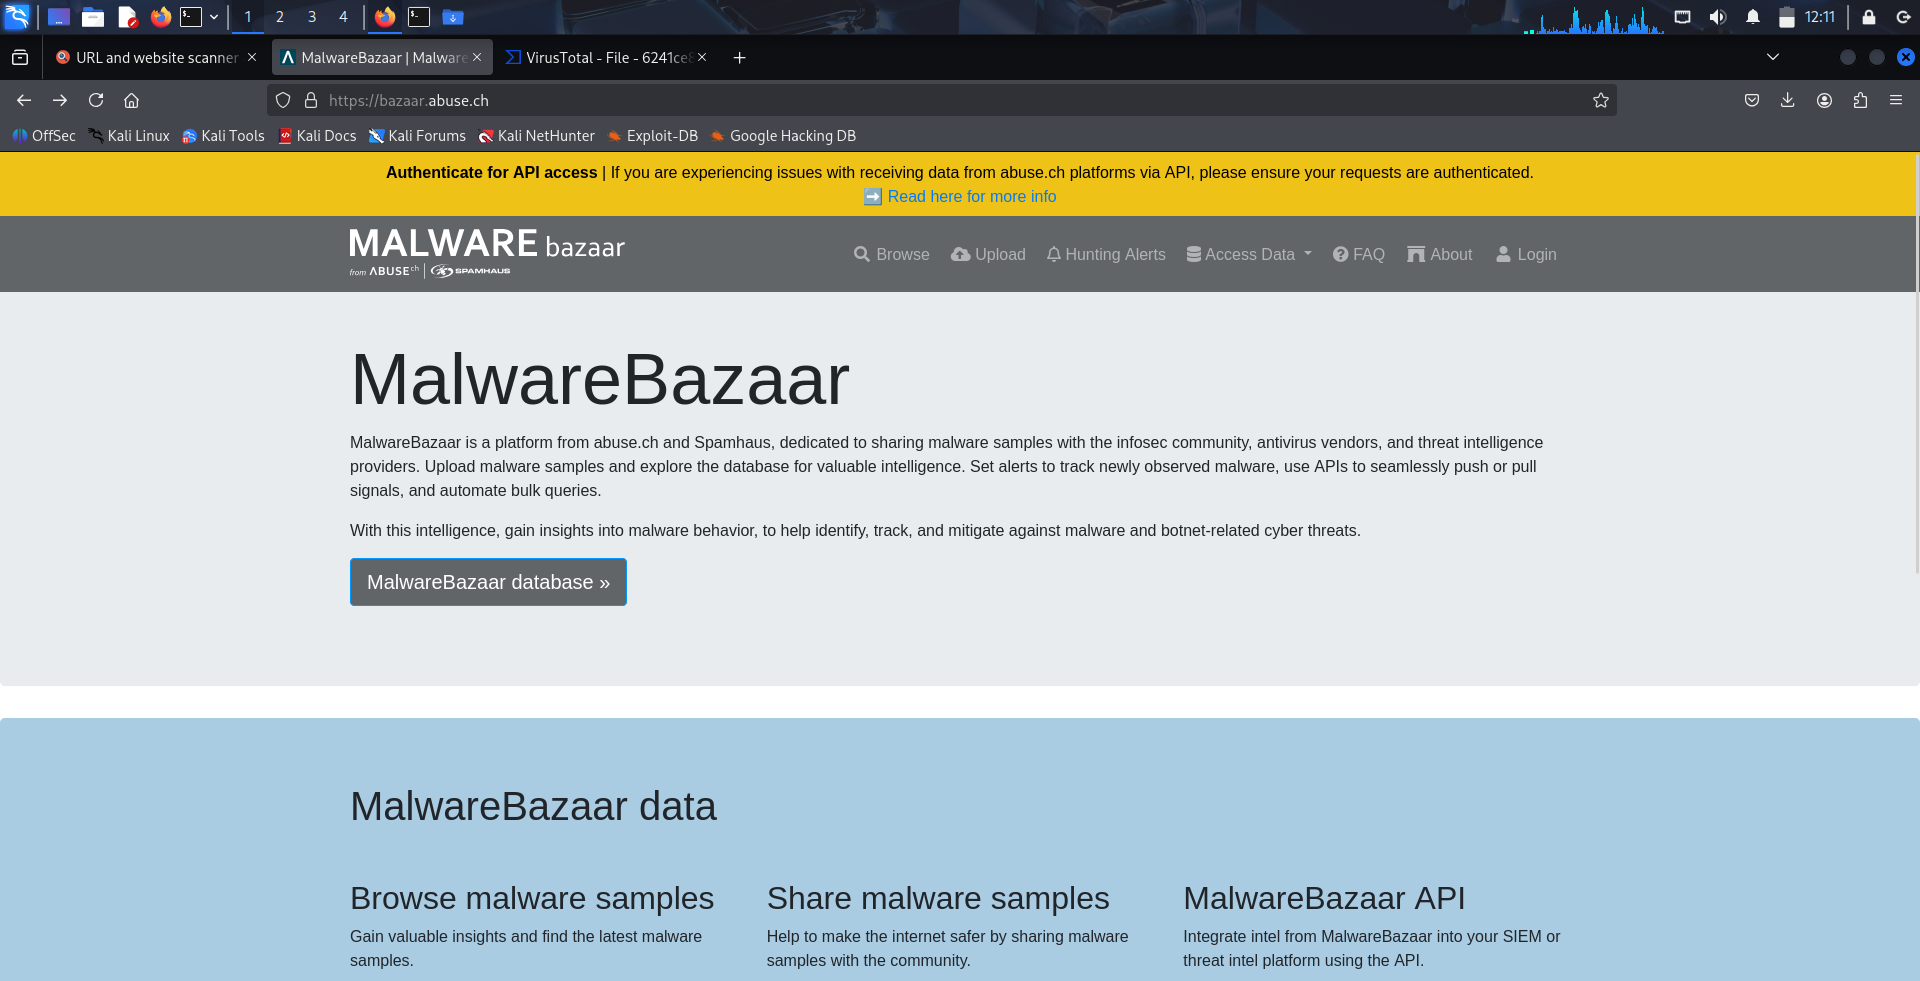 1 2 3 4 12:11
URL and website scanner MalwareBazaar | Malware VirusTotal - File - 6241ce8
https://bazaar.abuse.ch
OffSec Kali Linux Kali Tools Kali Docs Kali Forums Kali NetHunter Exploit-DB Google Hacking DB
Authenticate for API access | If you are experiencing issues with receiving data from abuse.ch platforms via API, please ensure your requests are authenticated.
➡️ Read here for more info
MALWARE bazaar
from ABUSE ch | SPAMHAUS
Browse Upload Hunting Alerts Access Data FAQ About Login
MalwareBazaar
MalwareBazaar is a platform from abuse.ch and Spamhaus, dedicated to sharing malware samples with the infosec community, antivirus vendors, and threat intelligence
providers. Upload malware samples and explore the database for valuable intelligence. Set alerts to track newly observed malware, use APIs to seamlessly push or pull
signals, and automate bulk queries.
With this intelligence, gain insights into malware behavior, to help identify, track, and mitigate against malware and botnet-related cyber threats.
MalwareBazaar database »
MalwareBazaar data
Browse malware samples
Gain valuable insights and find the latest malware
samples.
Share malware samples
Help to make the internet safer by sharing malware
samples with the community.
MalwareBazaar API
Integrate intel from MalwareBazaar into your SIEM or
threat intel platform using the API.